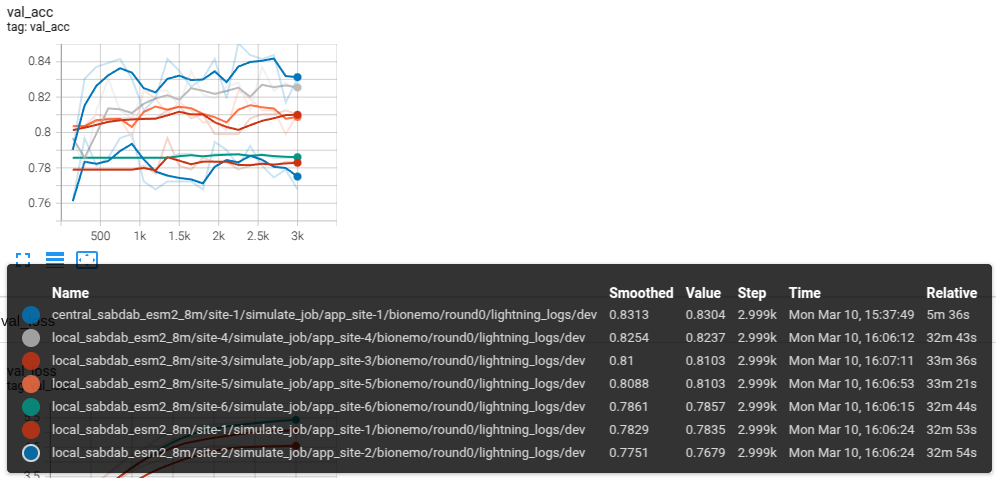 val_acc
tag: val_acc
0.84
0.82
0.8
0.78
0.76
500 1k 1.5k 2k 2.5k 3k
Name Smoothed Value Step Time Relative
central_sabdab_esm2_8m/site-1/simulate_job/app_site-1/bionemo/round0/lightning_logs/dev 0.8313 0.8304 2.999k Mon Mar 10, 15:37:49 5m 36s
local_sabdab_esm2_8m/site-4/simulate_job/app_site-4/bionemo/round0/lightning_logs/dev 0.8254 0.8237 2.999k Mon Mar 10, 16:06:12 32m 43s
local_sabdab_esm2_8m/site-3/simulate_job/app_site-3/bionemo/round0/lightning_logs/dev 0.81 0.8103 2.999k Mon Mar 10, 16:07:11 33m 36s
local_sabdab_esm2_8m/site-5/simulate_job/app_site-5/bionemo/round0/lightning_logs/dev 0.8088 0.8103 2.999k Mon Mar 10, 16:06:53 33m 21s
local_sabdab_esm2_8m/site-6/simulate_job/app_site-6/bionemo/round0/lightning_logs/dev 0.7861 0.7857 2.999k Mon Mar 10, 16:06:15 32m 44s
local_sabdab_esm2_8m/site-1/simulate_job/app_site-1/bionemo/round0/lightning_logs/dev 0.7829 0.7835 2.999k Mon Mar 10, 16:06:24 32m 53s
local_sabdab_esm2_8m/site-2/simulate_job/app_site-2/bionemo/round0/lightning_logs/dev 0.7751 0.7679 2.999k Mon Mar 10, 16:06:24 32m 54s
val_loss
val_loss
3.5